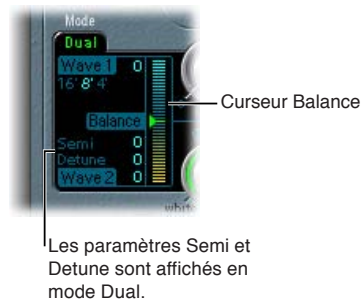 Mode
Dual
Wave 1 0
16' 8' 4'
Curseur Balance
Balance
Semi 0
Detune 0
Wave 2 0
white
Les paramètres Semi et
Detune sont affichés en
mode Dual.